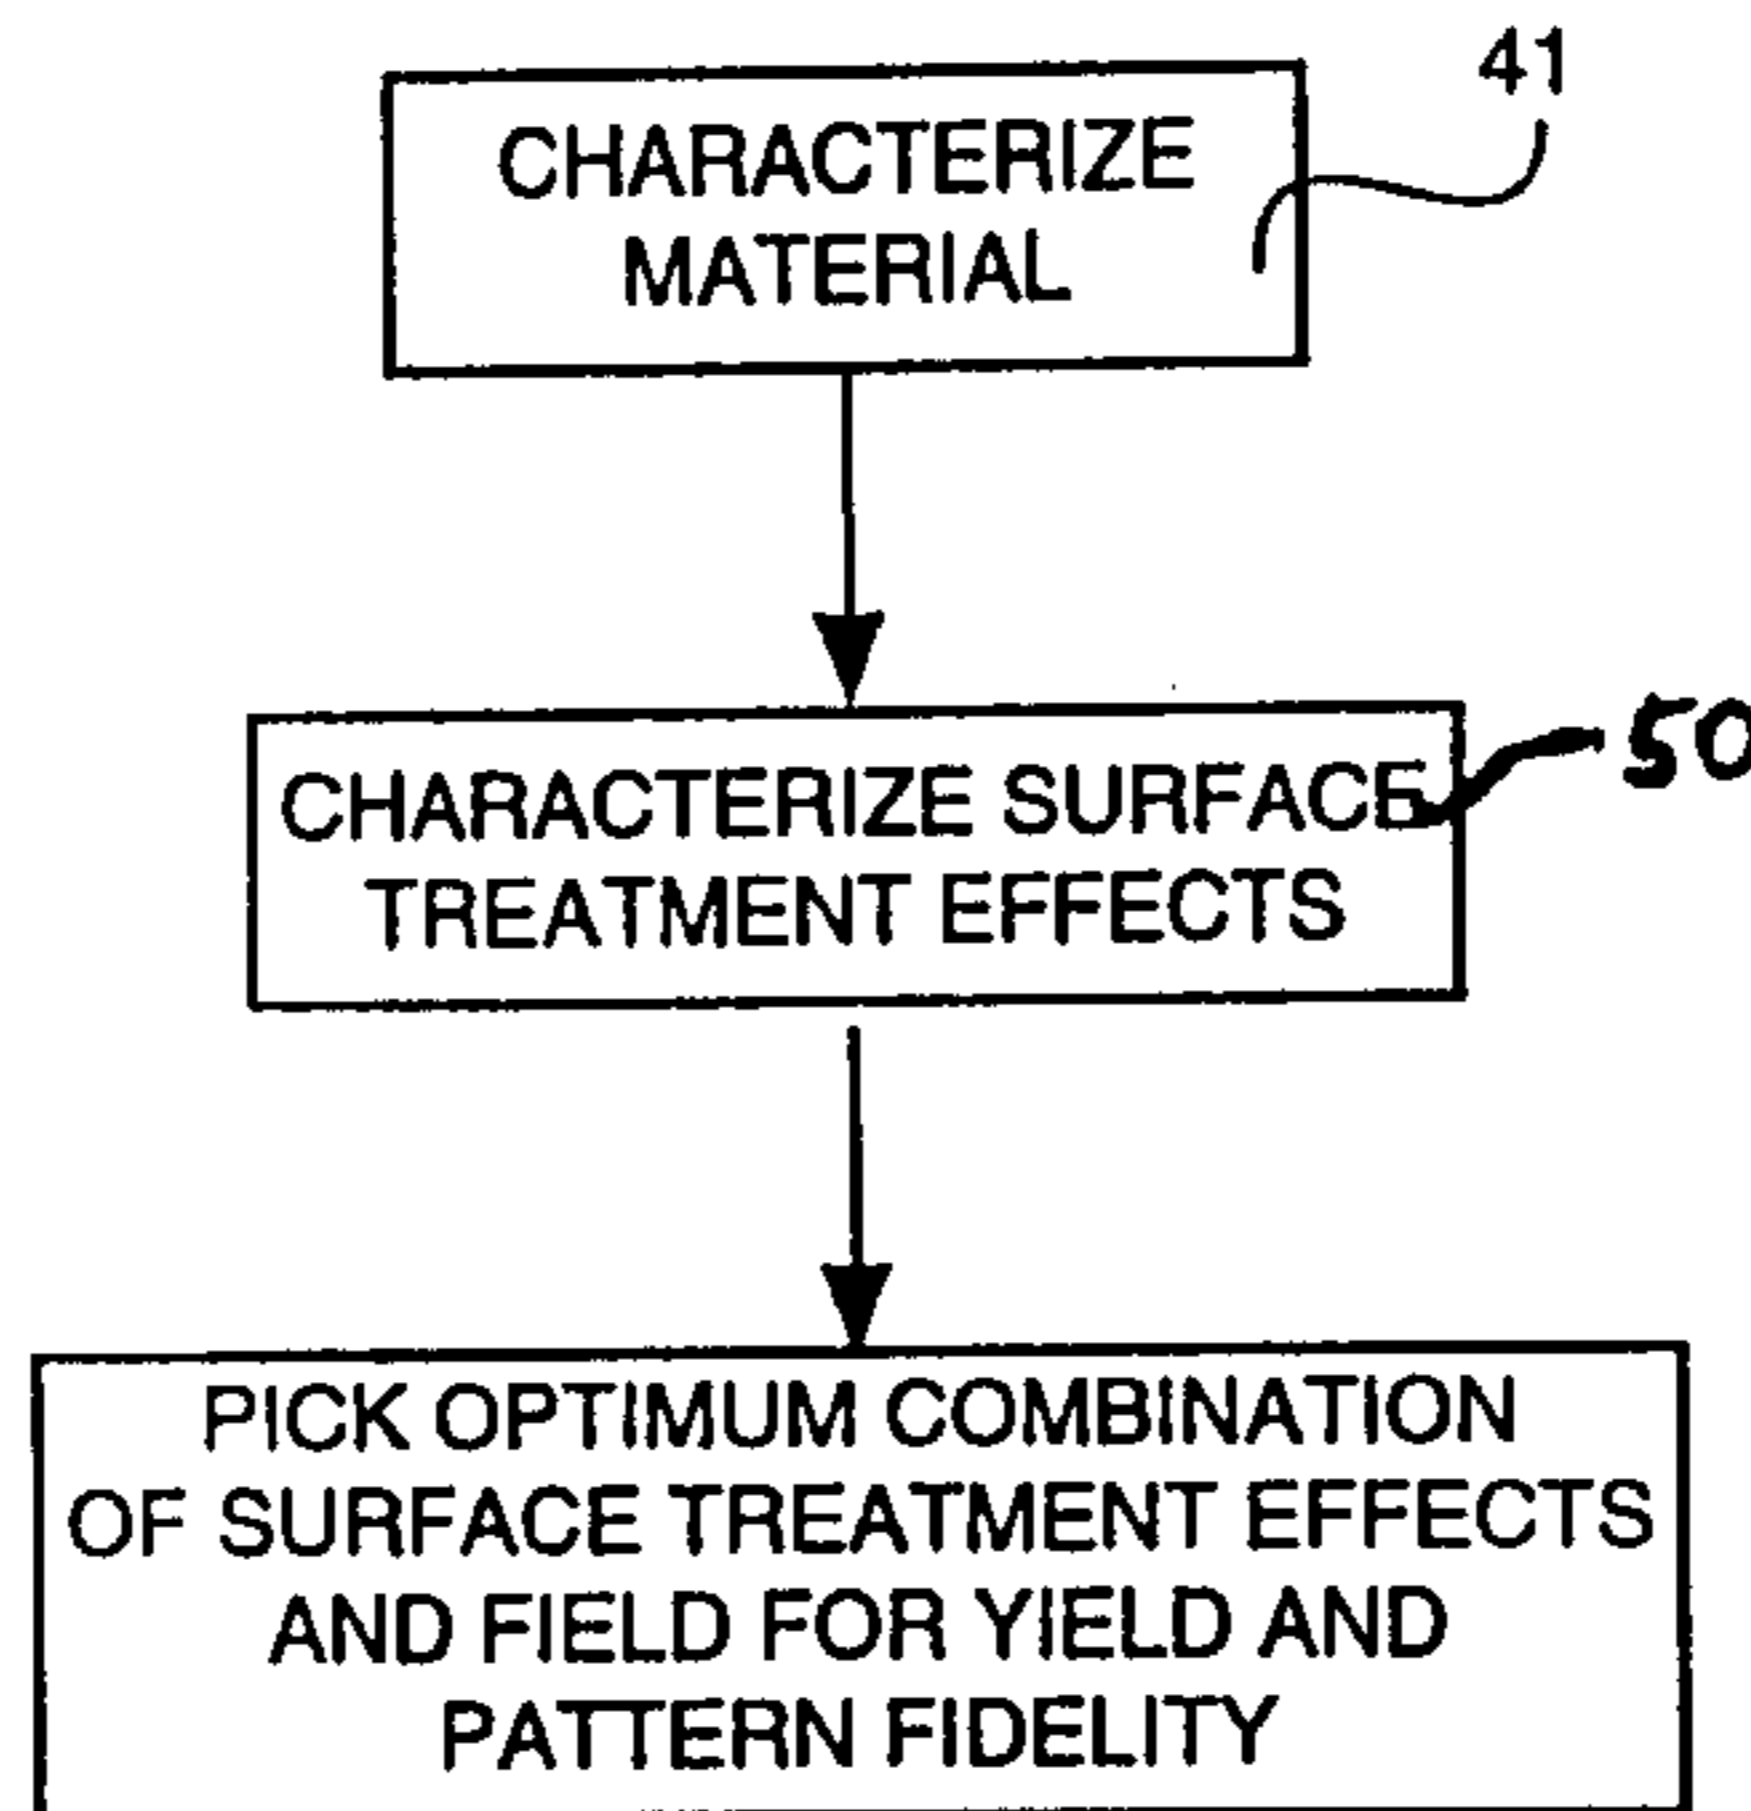 41
CHARACTERIZE
MATERIAL
50
CHARACTERIZE SURFACE
TREATMENT EFFECTS
PICK OPTIMUM COMBINATION
OF SURFACE TREATMENT EFFECTS
AND FIELD FOR YIELD AND
PATTERN FIDELITY